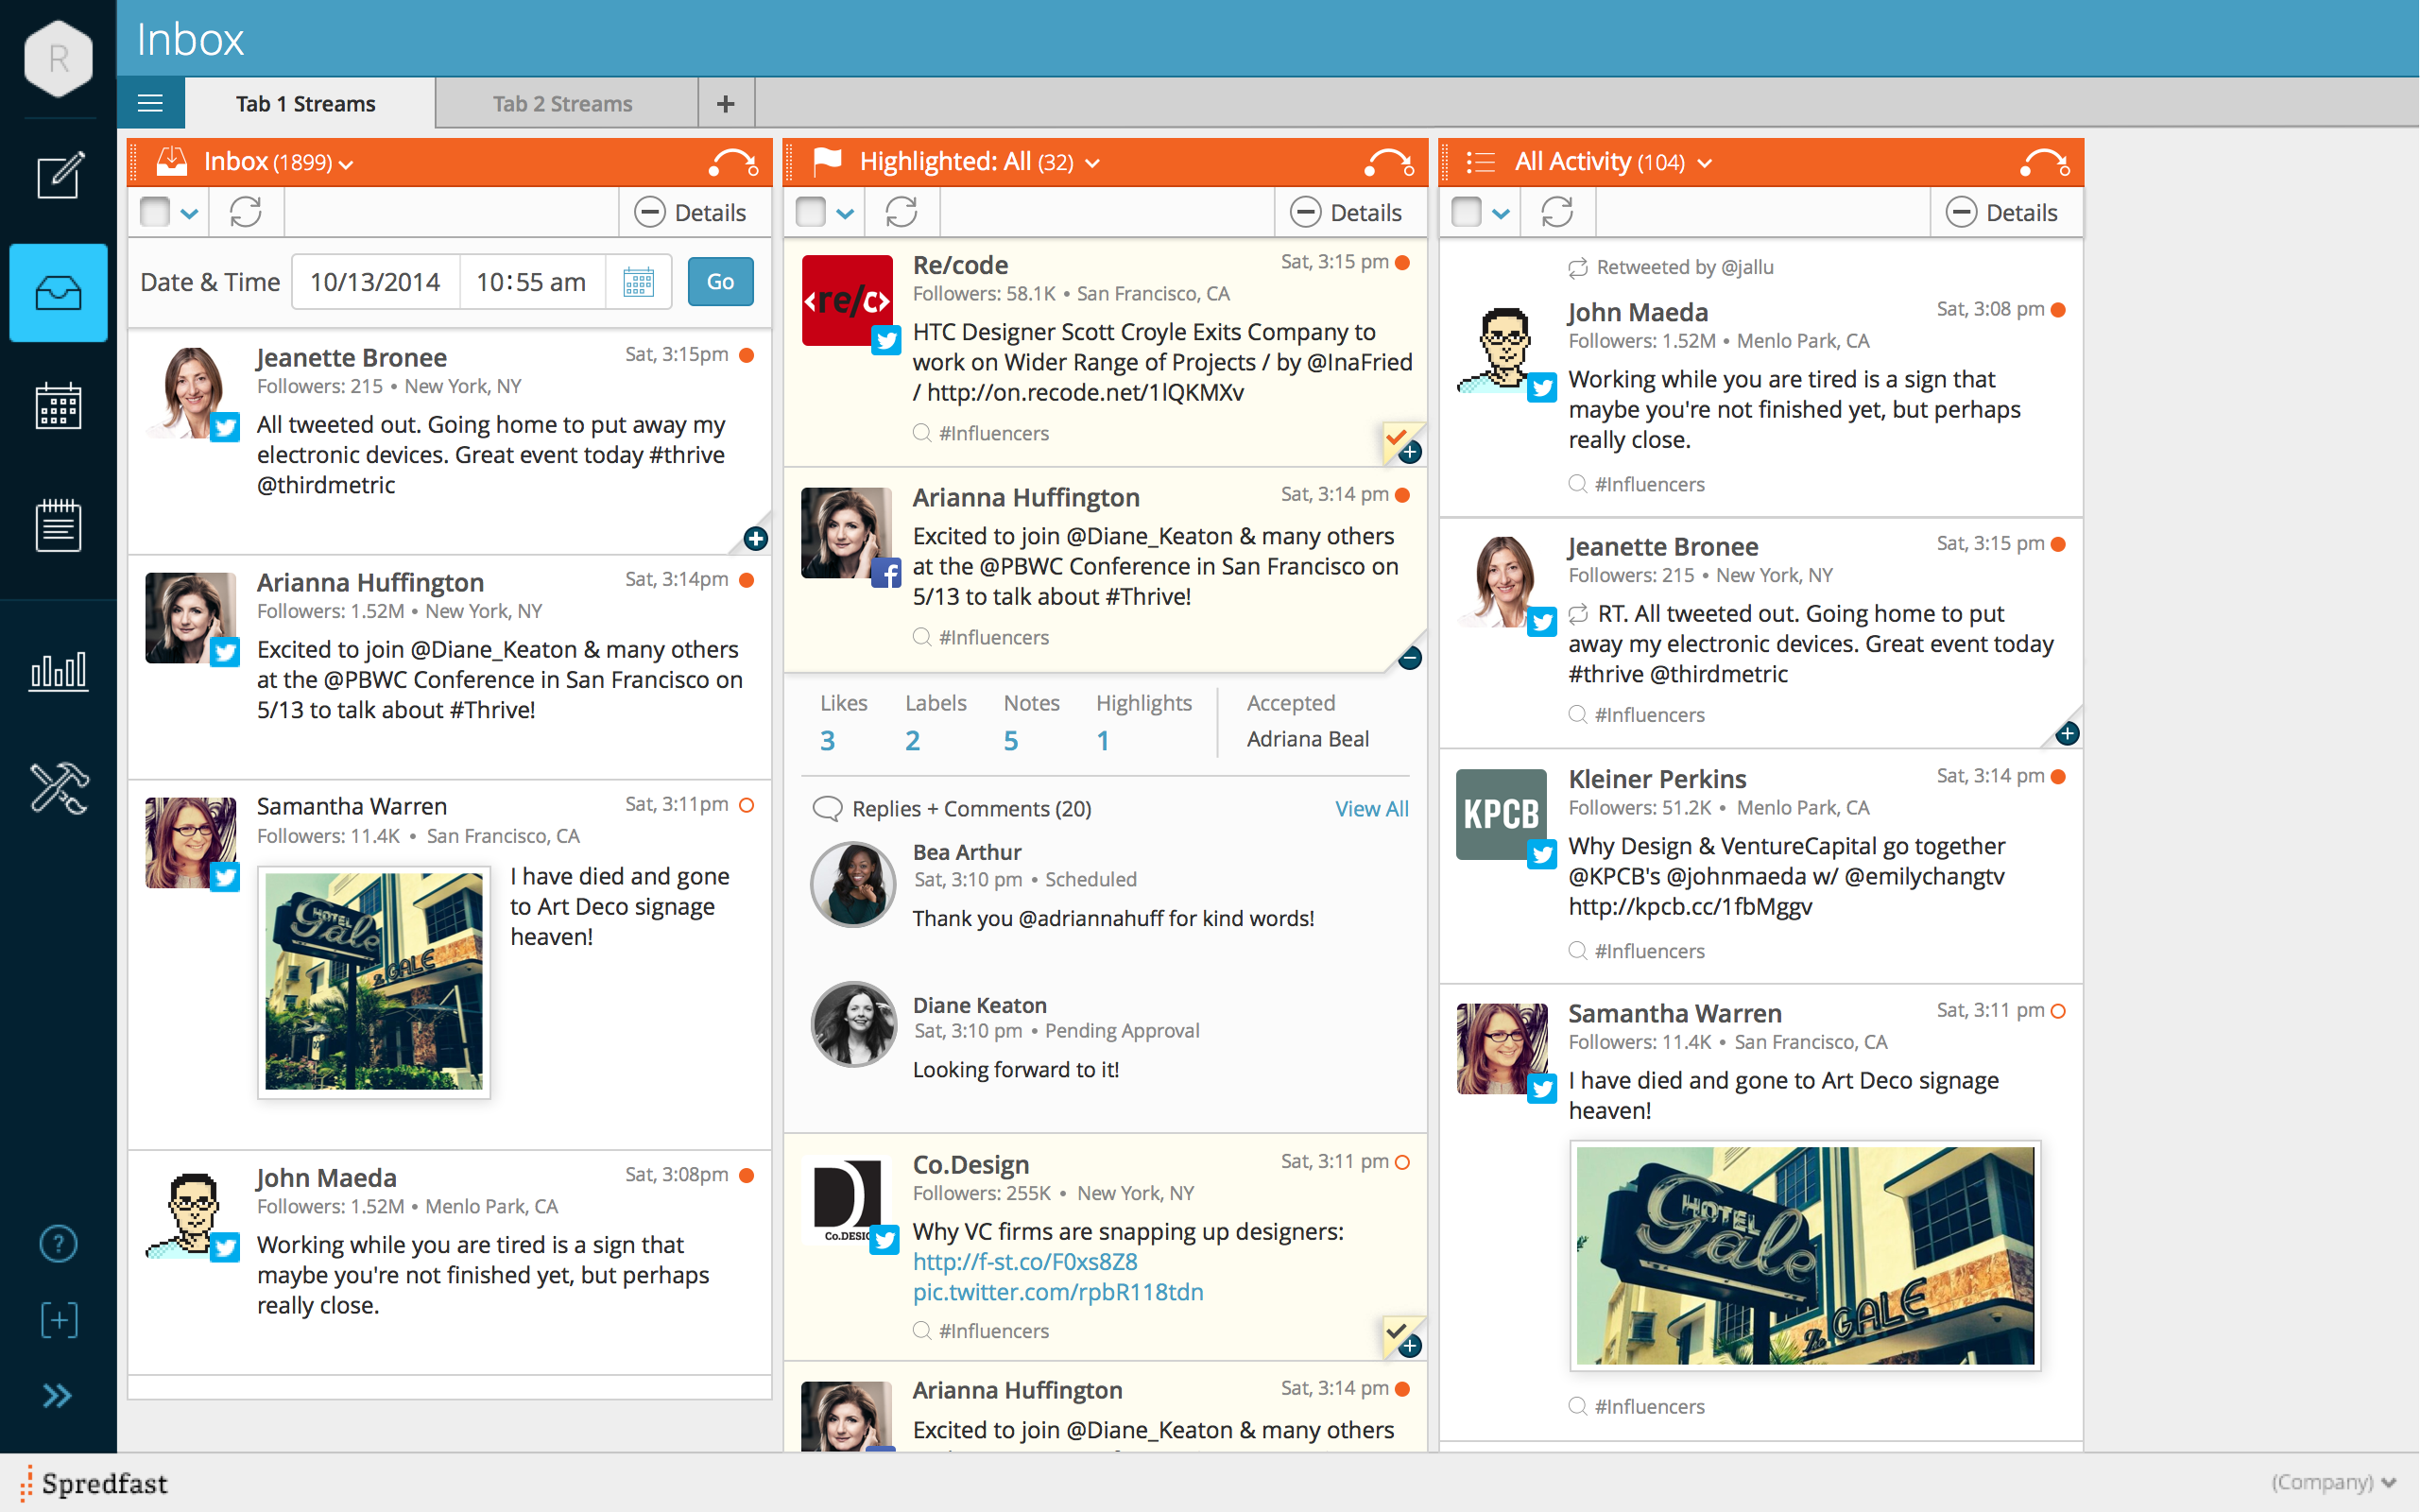 R
Inbox
Tab 1 Streams
Tab 2 Streams
+
Inbox (1899)
Details
Date & Time
10/13/2014
10:55 am
Go
Jeanette Bronee
Sat, 3:15pm
Followers: 215 • New York, NY
All tweeted out. Going home to put away my
electronic devices. Great event today #thrive
@thirdmetric
Arianna Huffington
Sat, 3:14pm
Followers: 1.52M • New York, NY
Excited to join @Diane_Keaton & many others
at the @PBWC Conference in San Francisco on
5/13 to talk about #Thrive!
Samantha Warren
Sat, 3:11pm
Followers: 11.4K • San Francisco, CA
HOTEL
Gale
The GALE
I have died and gone
to Art Deco signage
heaven!
John Maeda
Sat, 3:08pm
Followers: 1.52M • Menlo Park, CA
Working while you are tired is a sign that
maybe you're not finished yet, but perhaps
really close.
Highlighted: All (32)
Details
<re/c>
Re/code
Sat, 3:15 pm
Followers: 58.1K • San Francisco, CA
HTC Designer Scott Croyle Exits Company to
work on Wider Range of Projects / by @InaFried
/ http://on.recode.net/1lQKMXv
#Influencers
Arianna Huffington
Sat, 3:14 pm
Excited to join @Diane_Keaton & many others
at the @PBWC Conference in San Francisco on
5/13 to talk about #Thrive!
#Influencers
Likes Labels Notes Highlights Accepted
3 2 5 1 Adriana Beal
Replies + Comments (20)
View All
Bea Arthur
Sat, 3:10 pm • Scheduled
Thank you @adriannahuff for kind words!
Diane Keaton
Sat, 3:10 pm • Pending Approval
Looking forward to it!
Co.DESIG
Co.Design
Sat, 3:11 pm
Followers: 255K • New York, NY
Why VC firms are snapping up designers:
http://f-st.co/F0xs8Z8
pic.twitter.com/rpbR118tdn
#Influencers
Arianna Huffington
Sat, 3:14 pm
Excited to join @Diane_Keaton & many others
All Activity (104)
Details
Retweeted by @jallu
John Maeda
Sat, 3:08 pm
Followers: 1.52M • Menlo Park, CA
Working while you are tired is a sign that
maybe you're not finished yet, but perhaps
really close.
#Influencers
Jeanette Bronee
Sat, 3:15 pm
Followers: 215 • New York, NY
RT. All tweeted out. Going home to put
away my electronic devices. Great event today
#thrive @thirdmetric
#Influencers
KPCB
Kleiner Perkins
Sat, 3:14 pm
Followers: 51.2K • Menlo Park, CA
Why Design & VentureCapital go together
@KPCB's @johnmaeda w/ @emilychangtv
http://kpcb.cc/1fbMggv
#Influencers
Samantha Warren
Sat, 3:11 pm
Followers: 11.4K • San Francisco, CA
I have died and gone to Art Deco signage
heaven!
HOTEL
Gale
The GALE
#Influencers
?
[+]
Spredfast
(Company)